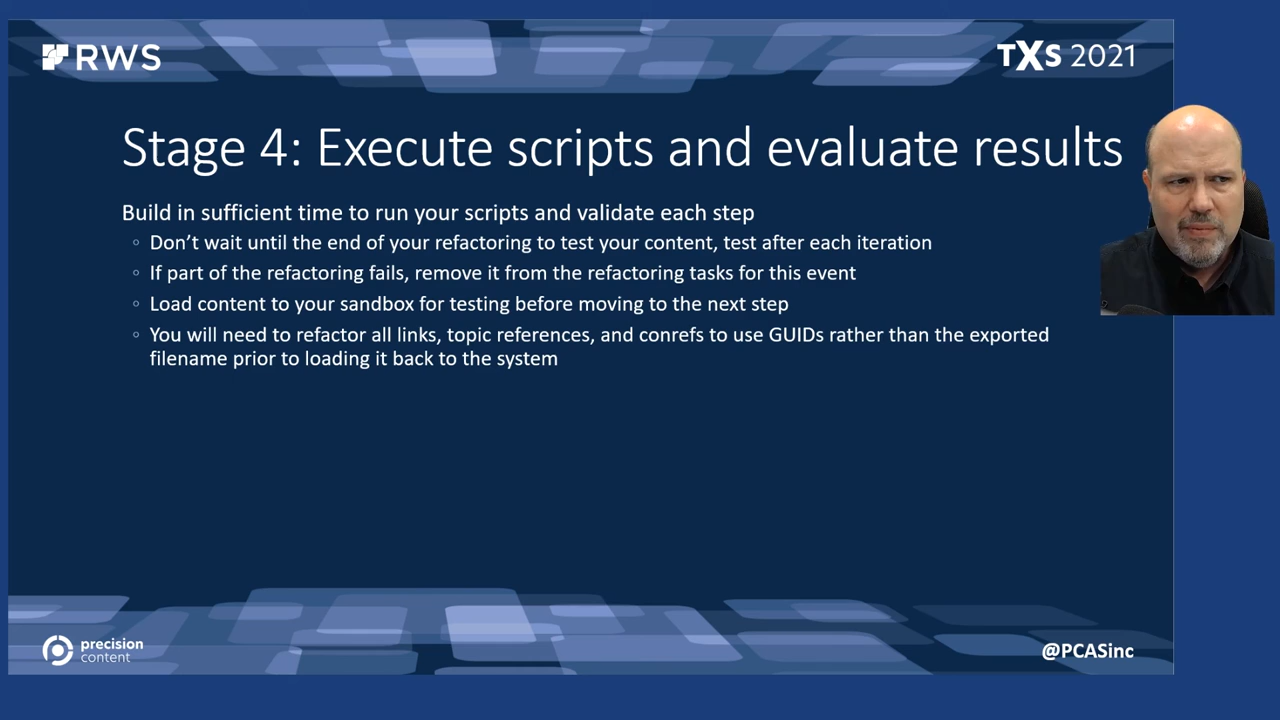 RWS
TXS 2021
Stage 4: Execute scripts and evaluate results
Build in sufficient time to run your scripts and validate each step
◦ Don’t wait until the end of your refactoring to test your content, test after each iteration
◦ If part of the refactoring fails, remove it from the refactoring tasks for this event
◦ Load content to your sandbox for testing before moving to the next step
◦ You will need to refactor all links, topic references, and conrefs to use GUIDs rather than the exported
filename prior to loading it back to the system
precision
content
@PCASinc